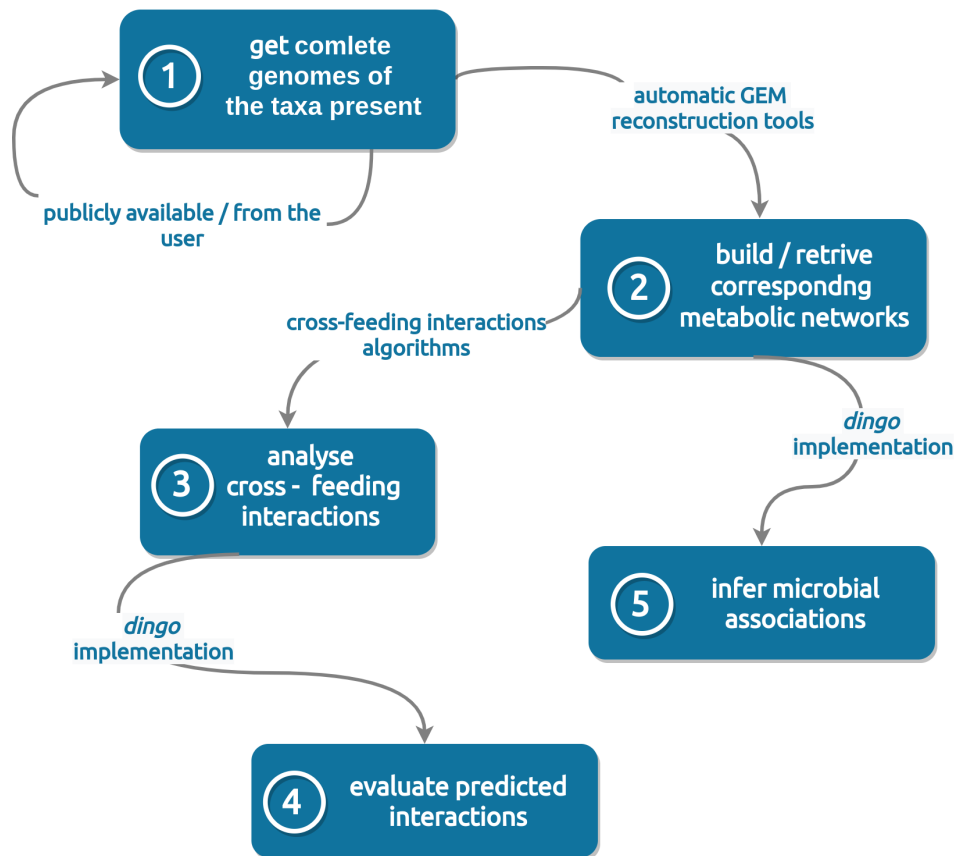 1
get comlete
genomes of
the taxa present
automatic GEM
reconstruction tools
publicly available / from the
user
2
build / retrive
correspondng
metabolic networks
cross-feeding interactions
algorithms
dingo
implementation
3
analyse
cross - feeding
interactions
5
infer microbial
associations
dingo
implementation
4
evaluate predicted
interactions